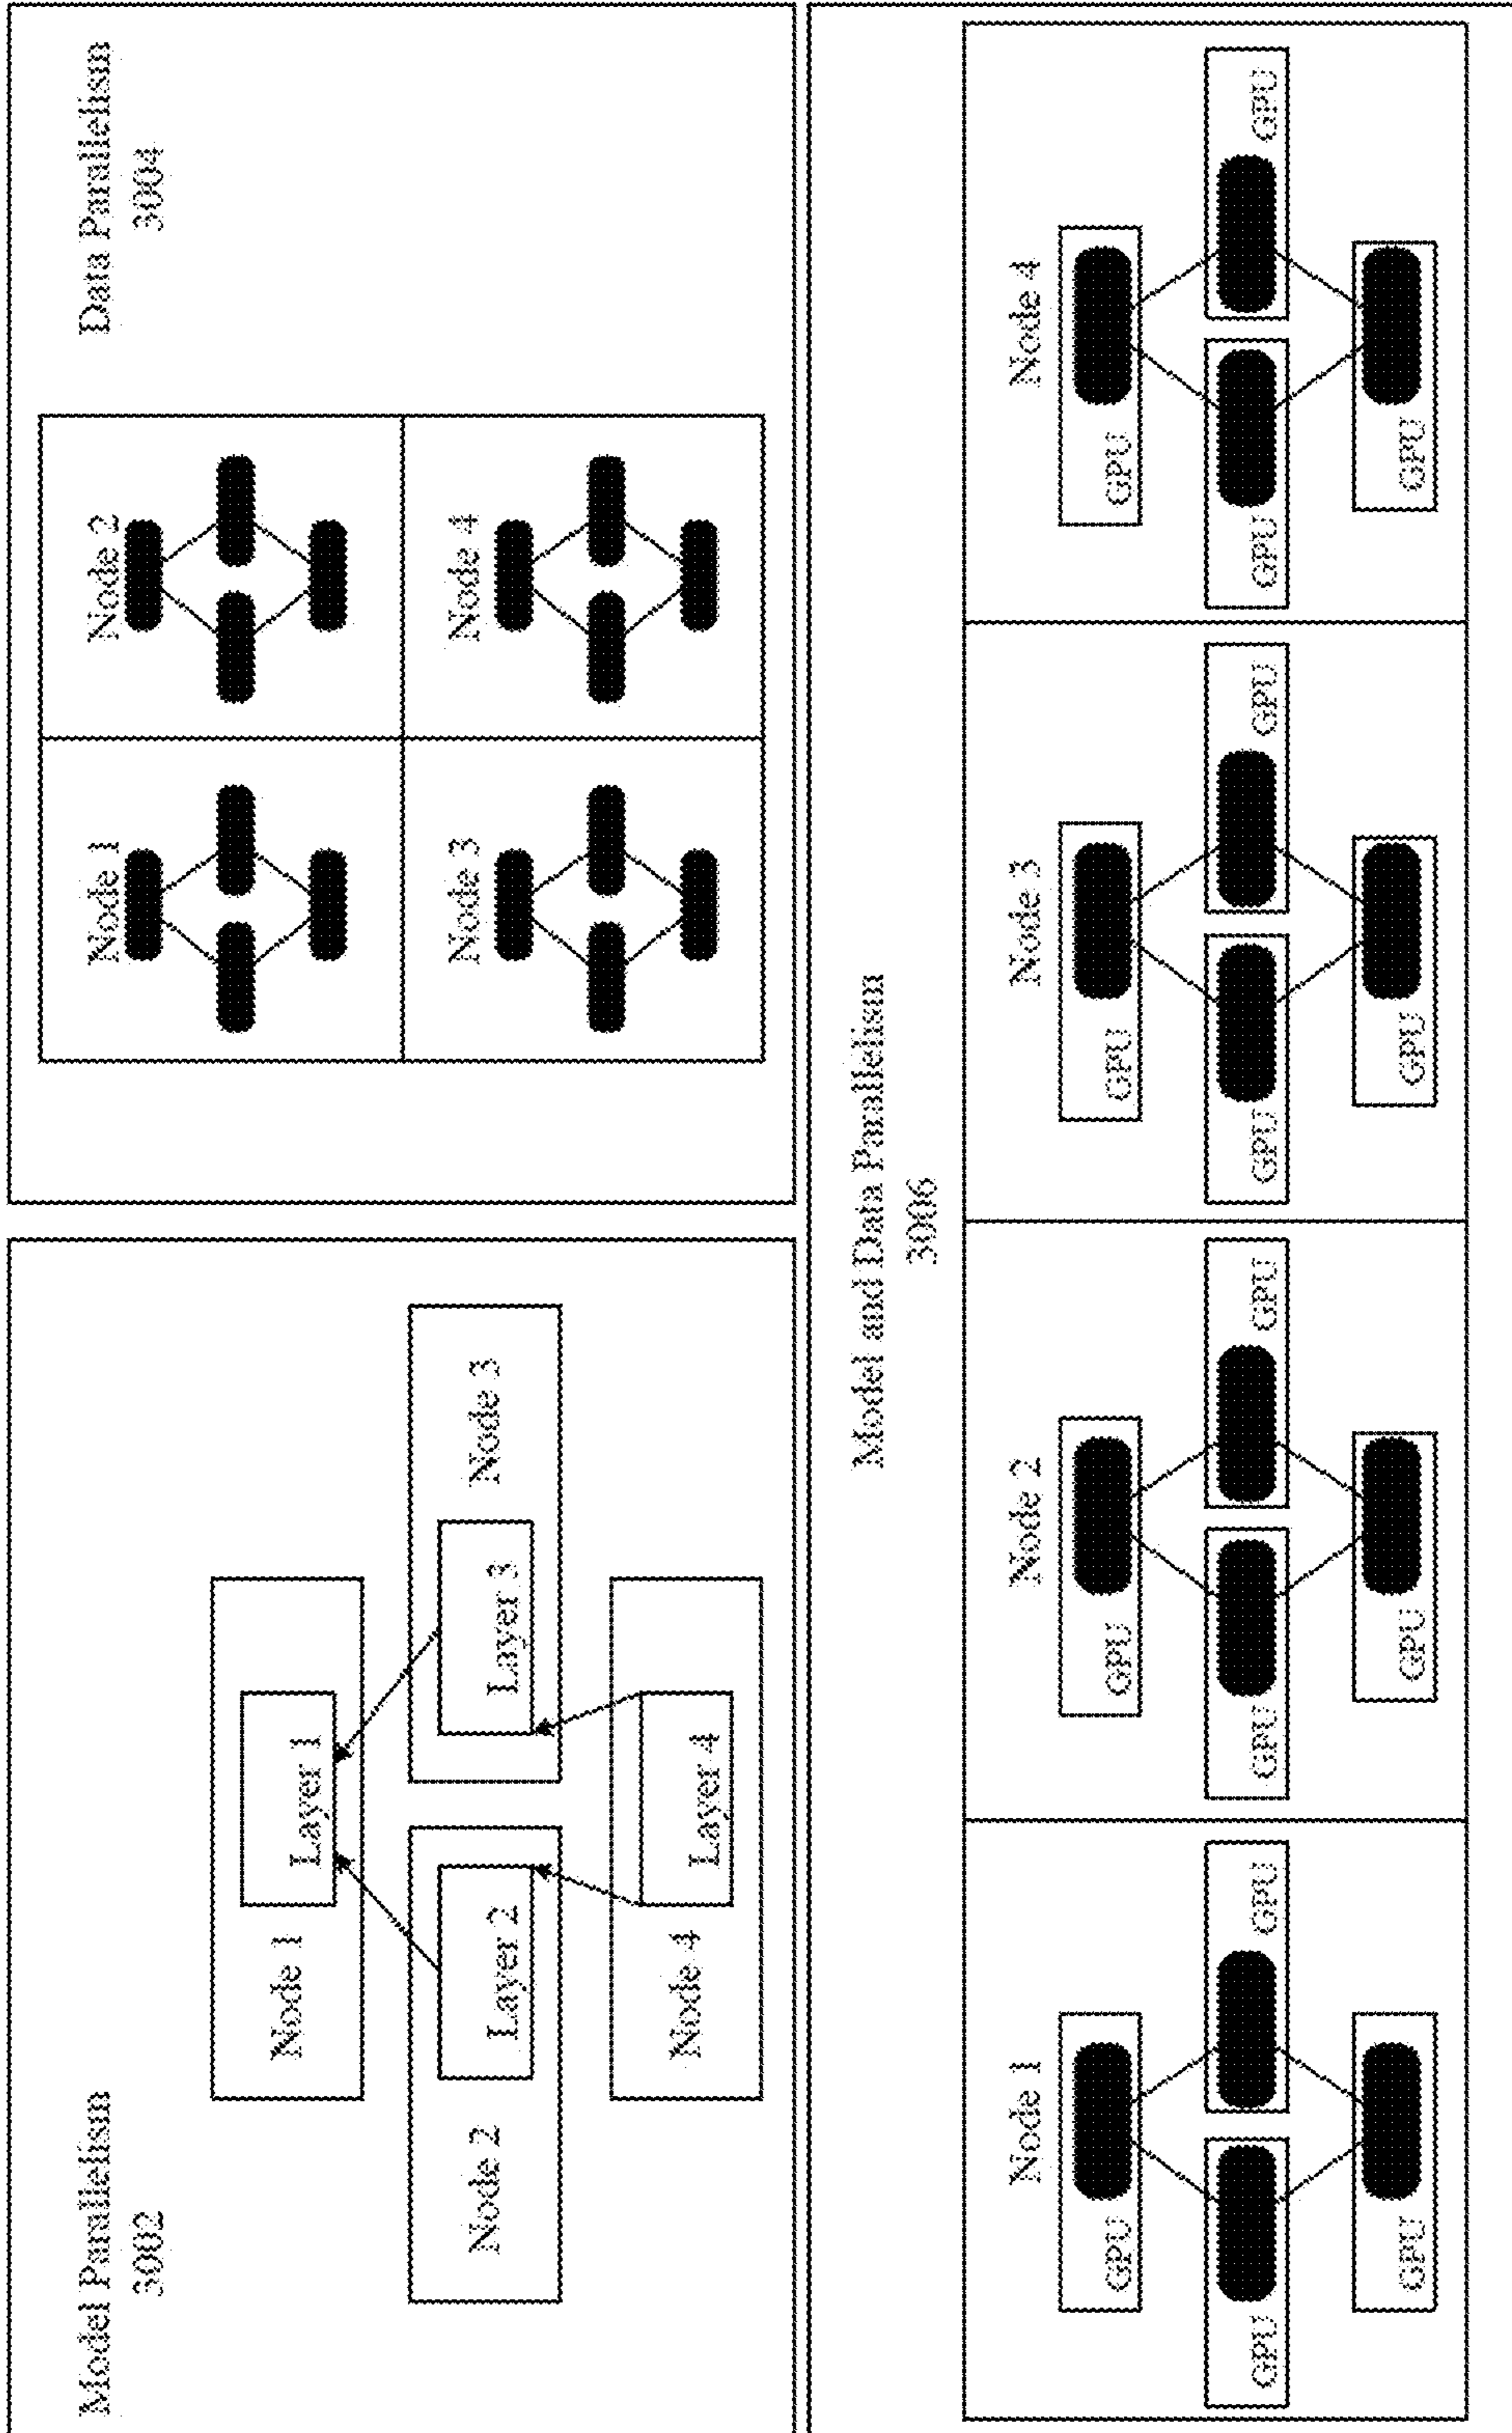 Model Parallelism
3002
Node 1
Layer 1
Node 2
Layer 2
Layer 3
Node 3
Node 4
Layer 4
Data Parallelism
3004
Node 1
Node 2
Node 3
Node 4
Model and Data Parallelism
3006
Node 1
GPU
GPU
GPU
GPU
Node 2
GPU
GPU
GPU
GPU
Node 3
GPU
GPU
GPU
GPU
Node 4
GPU
GPU
GPU
GPU